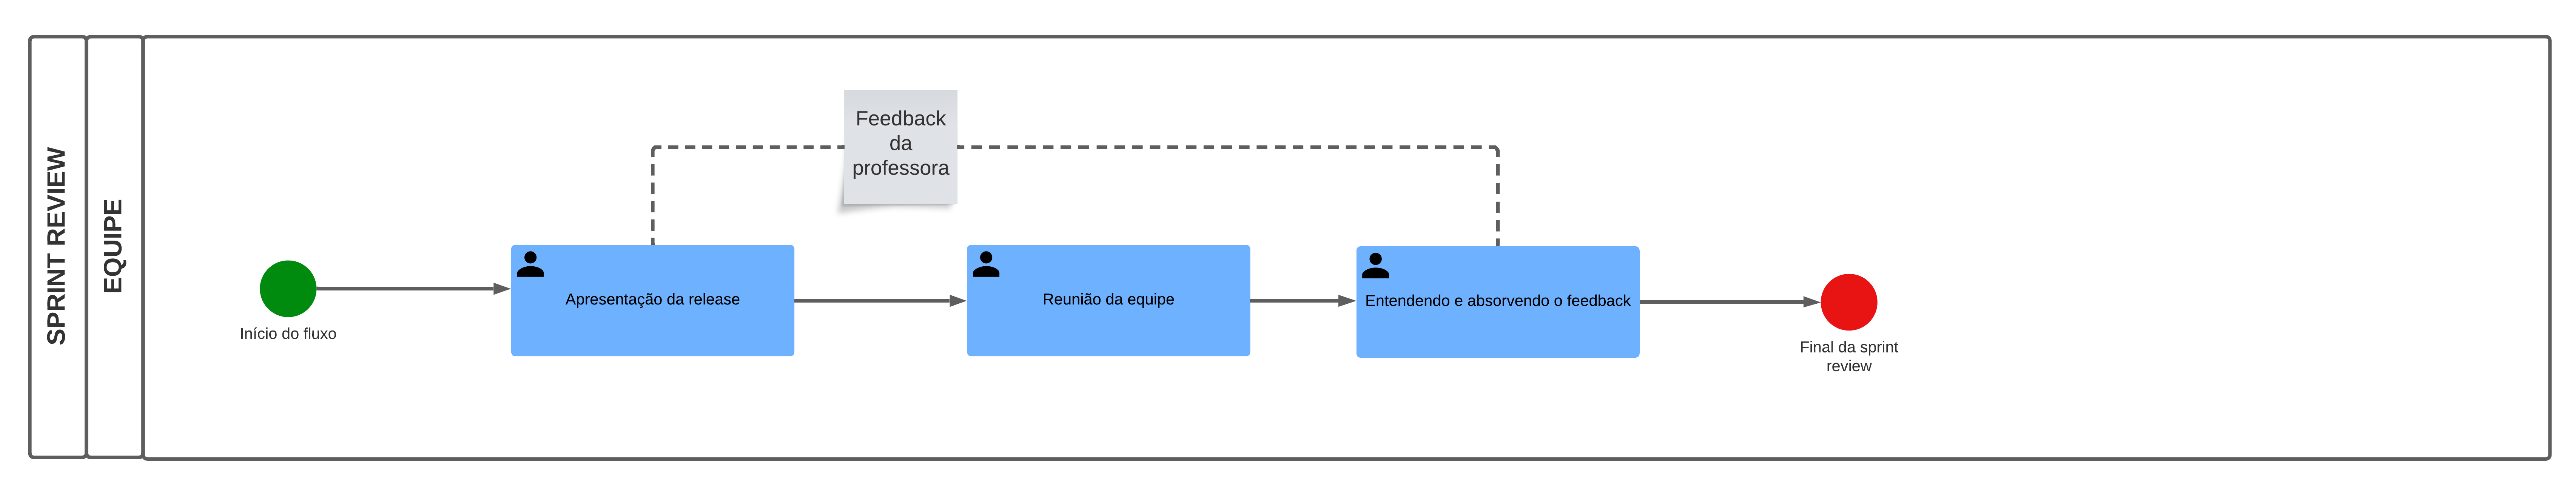 SPRINT REVIEW
EQUIPE
Feedback
da
professora
Início do fluxo
Apresentação da release
Reunião da equipe
Entendendo e absorvendo o feedback
Final da sprint
review